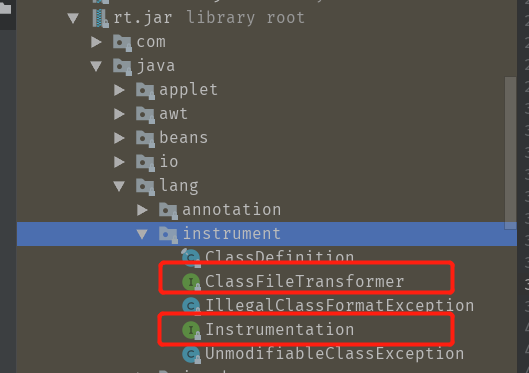 rt.jar library root
com
java
applet
awt
beans
io
lang
annotation
instrument
ClassDefinition
ClassFileTransformer
IllegalClassFormatException
Instrumentation
UnmodifiableClassException